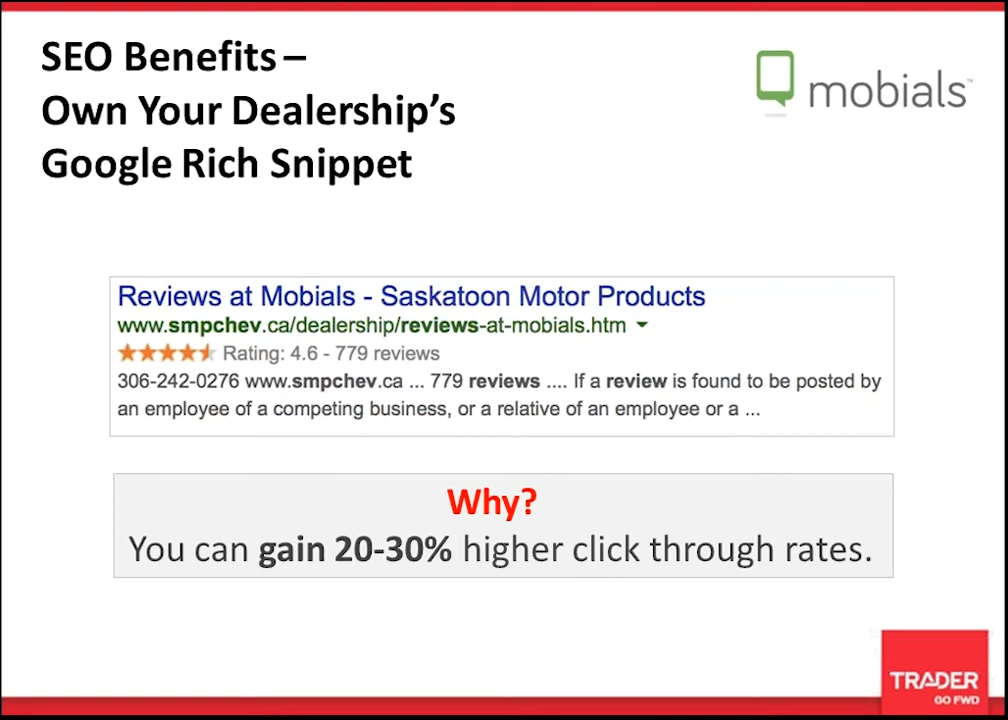 SEO Benefits –
Own Your Dealership’s
Google Rich Snippet
mobials™
Reviews at Mobials - Saskatoon Motor Products
www.smpchev.ca/dealership/reviews-at-mobials.htm
Rating: 4.6 - 779 reviews
306-242-0276 www.smpchev.ca ... 779 reviews .... If a review is found to be posted by
an employee of a competing business, or a relative of an employee or a ...
Why?
You can gain 20-30% higher click through rates.
TRADER
GO FWD